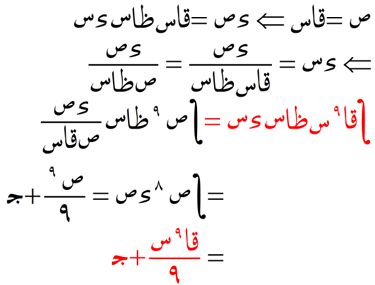 ص = قاس ⇐ ءص = قاس ظاس ءس
⇐ ءس = ءص/(قاس ظاس) = ءص/(ص ظاس)
∫ قا⁹ س ظاس ءس = ∫ ص⁹ ظاس ءص/(ص قاس)
= ∫ ص⁸ ءص = ص⁹/٩ + جـ
= قا⁹ س/٩ + جـ